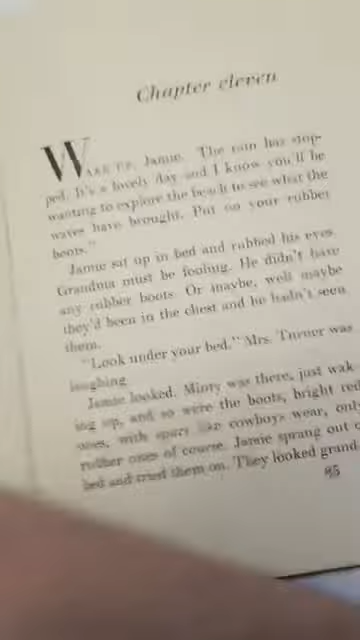 Chapter eleven
WAKE UP, Jamie. The rain has stop-
ped. It's a lovely day and I know you'll be
wanting to explore the beach to see what the
waves have brought. Put on your rubber
boots."
Jamie sat up in bed and rubbed his eyes.
Grandma must be fooling. He didn't have
any rubber boots. Or maybe, well maybe
they'd been in the chest and he hadn't seen
them.
"Look under your bed." Mrs. Turner was
laughing.
Jamie looked. Minty was there, just wak-
ing up, and so were the boots, bright red
ones, with spurs like cowboys wear, only
rubber ones of course. Jamie sprang out o
bed and tried them on. They looked grand
85